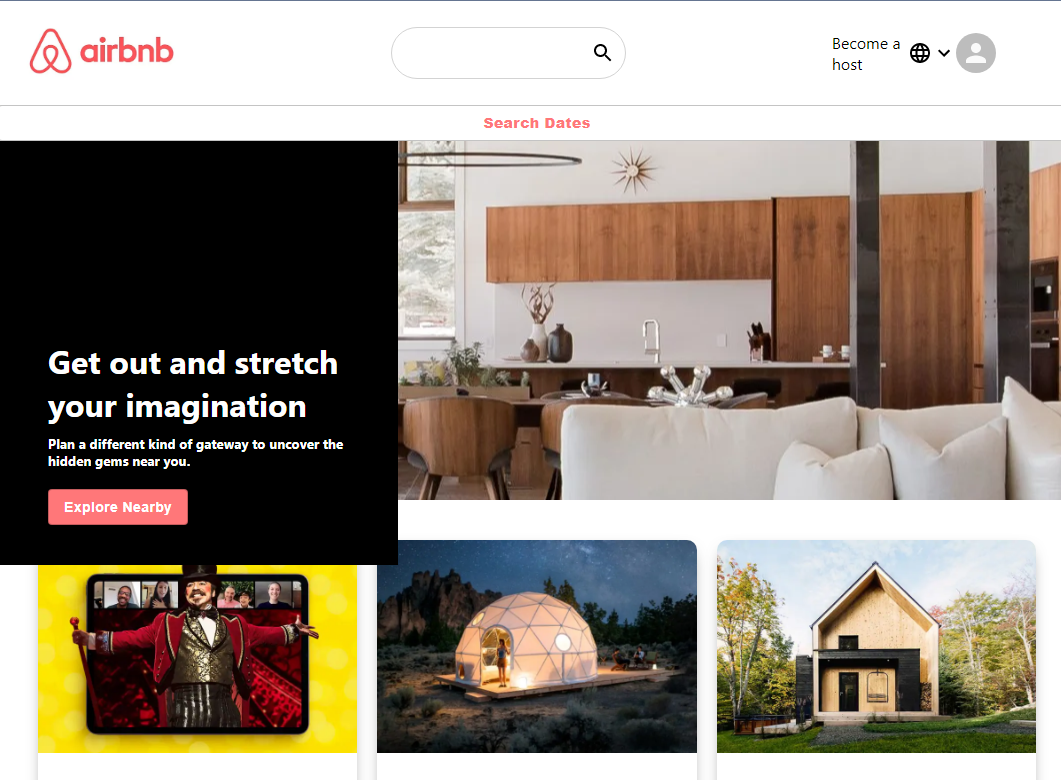 airbnb
Become a
host
Search Dates
Get out and stretch
your imagination
Plan a different kind of gateway to uncover the
hidden gems near you.
Explore Nearby